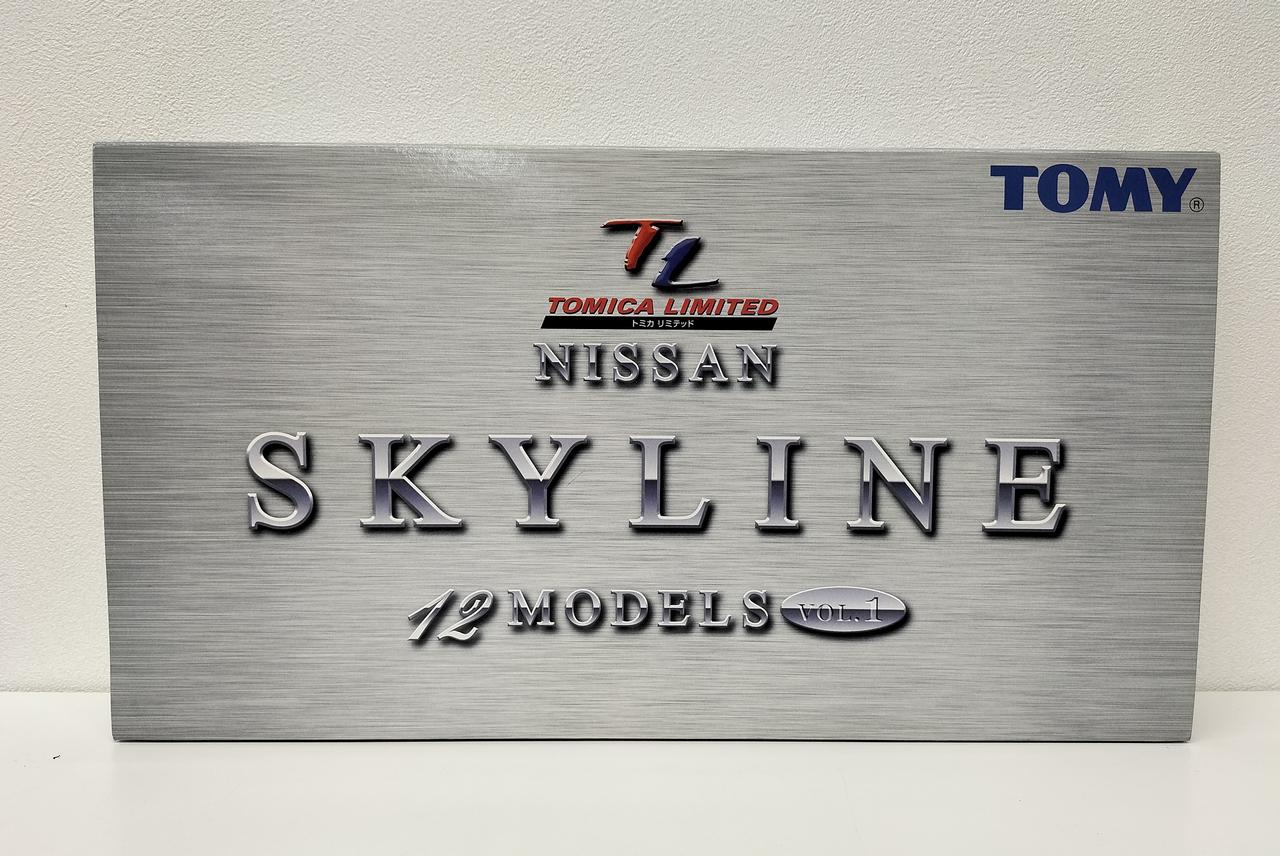 TOMY®
TL
TOMICA LIMITED
トミカ リミテッド
NISSAN
SKYLINE
12 MODELS VOL.1